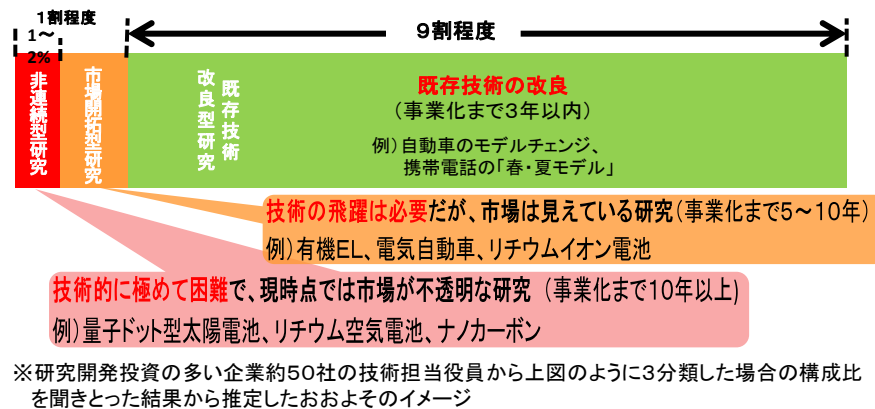 1割程度
1～
2%
9割程度
非連続型研究
市場開拓型研究
既存技術
改良型研究
既存技術の改良
（事業化まで3年以内）
例）自動車のモデルチェンジ、
携帯電話の「春・夏モデル」
技術の飛躍は必要だが、市場は見えている研究（事業化まで5～10年）
例）有機EL、電気自動車、リチウムイオン電池
技術的に極めて困難で、現時点では市場が不透明な研究（事業化まで10年以上）
例）量子ドット型太陽電池、リチウム空気電池、ナノカーボン
※研究開発投資の多い企業約50社の技術担当役員から上図のように3分類した場合の構成比
を聞きとった結果から推定したおおよそのイメージ